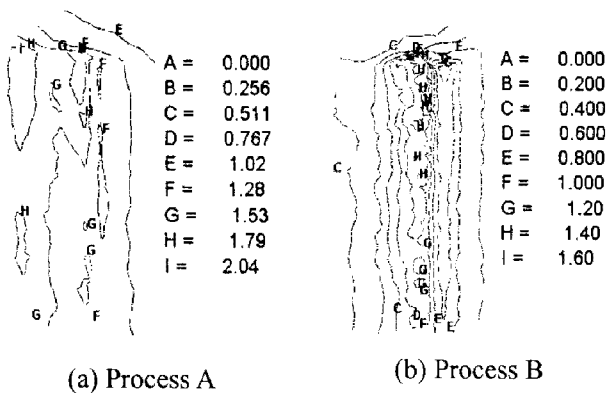 A = 0.000
B = 0.256
C = 0.511
D = 0.767
E = 1.02
F = 1.28
G = 1.53
H = 1.79
I = 2.04
(a) Process A
A = 0.000
B = 0.200
C = 0.400
D = 0.600
E = 0.800
F = 1.000
G = 1.20
H = 1.40
I = 1.60
(b) Process B
E
H
G
F
F
G
H
F
H
G
G
G
F
C
D
E
H
H
H
H
H
C
G
G
G
C
D
F
F
E